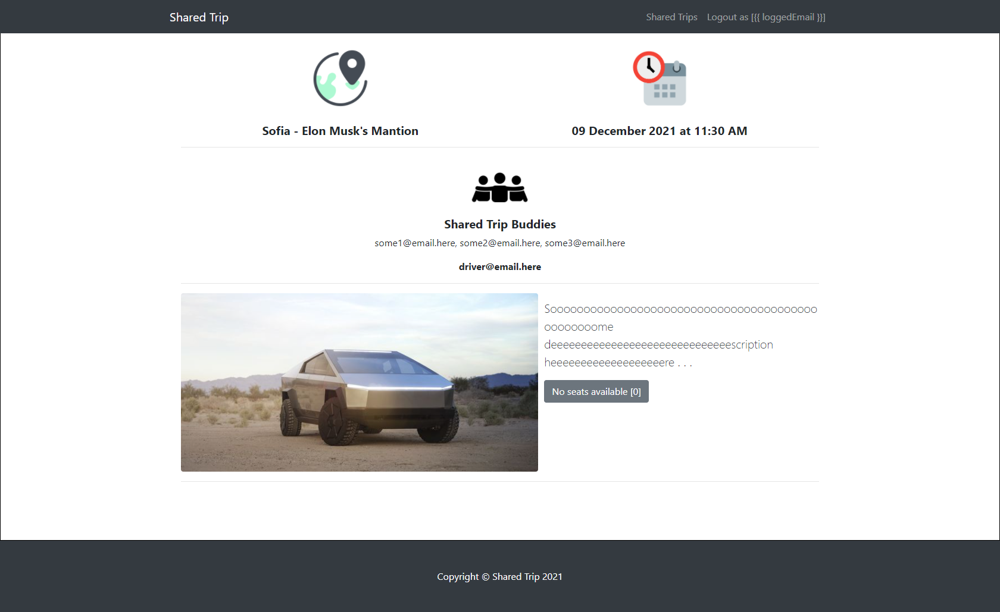 Shared Trip
Shared Trips Logout as [{{ loggedEmail }}]
Sofia - Elon Musk's Mantion
09 December 2021 at 11:30 AM
Shared Trip Buddies
some1@email.here, some2@email.here, some3@email.here
driver@email.here
Soooooooooooooooooooooooooooooooooooooooo
oooooooome
deeeeeeeeeeeeeeeeeeeeeeeeeeeeescription
heeeeeeeeeeeeeeeeeeere . . .
No seats available [0]
Copyright © Shared Trip 2021